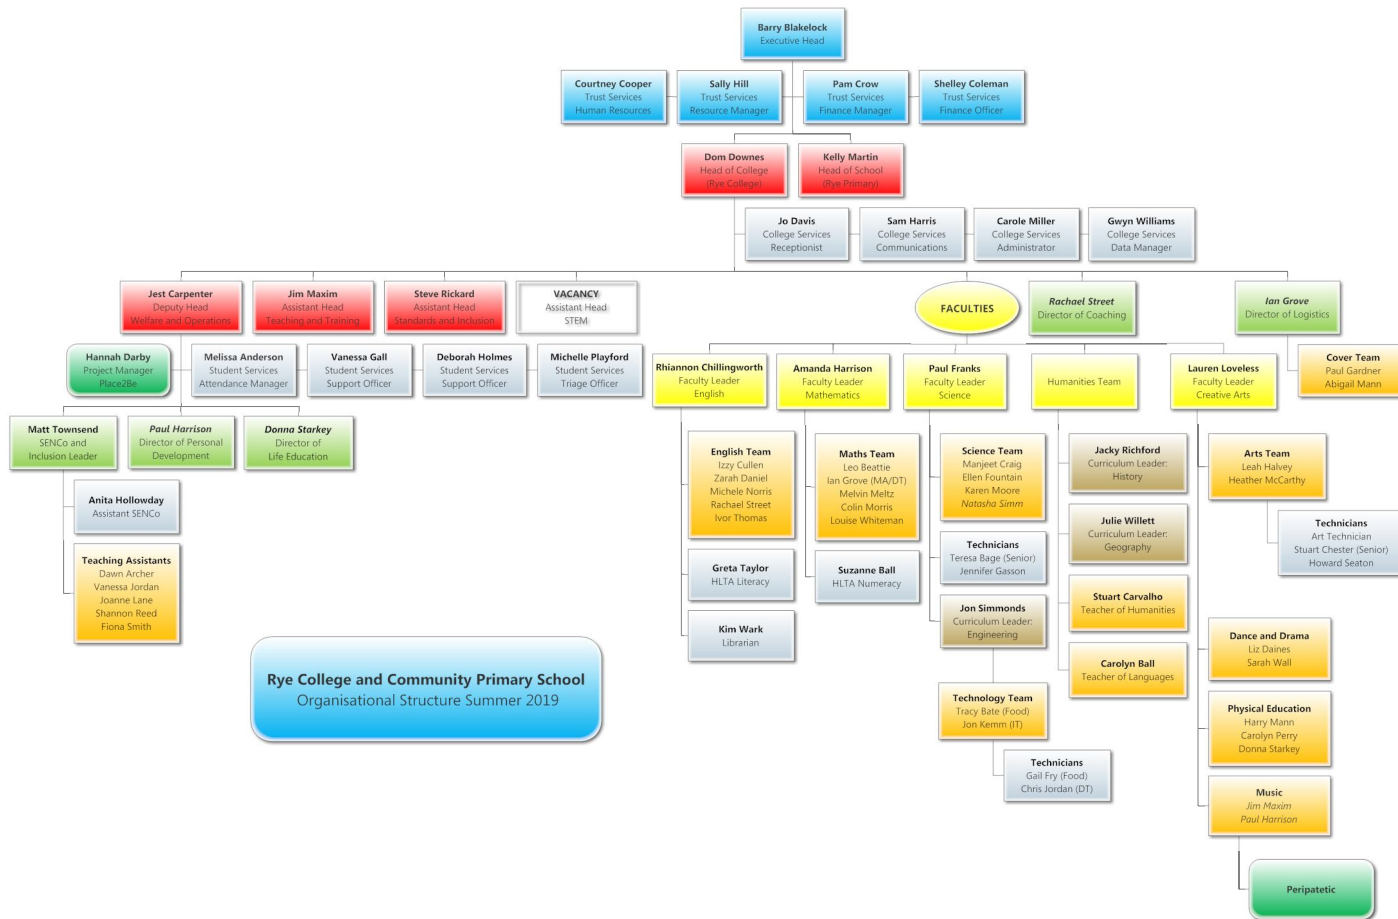 Barry Blakelock
Executive Head
Courtney Cooper
Trust Services
Human Resources
Sally Hill
Trust Services
Resource Manager
Pam Crow
Trust Services
Finance Manager
Shelley Coleman
Trust Services
Finance Officer
Dom Downes
Head of College
(Rye College)
Kelly Martin
Head of School
(Rye Primary)
Jo Davis
College Services
Receptionist
Sam Harris
College Services
Communications
Carole Miller
College Services
Administrator
Gwyn Williams
College Services
Data Manager
Jest Carpenter
Deputy Head
Welfare and Operations
Jim Maxim
Assistant Head
Teaching and Training
Steve Rickard
Assistant Head
Standards and Inclusion
VACANCY
Assistant Head
STEM
FACULTIES
Rachael Street
Director of Coaching
Ian Grove
Director of Logistics
Hannah Darby
Project Manager
Place2Be
Melissa Anderson
Student Services
Attendance Manager
Vanessa Gall
Student Services
Support Officer
Deborah Holmes
Student Services
Support Officer
Michelle Playford
Student Services
Triage Officer
Rhiannon Chillingworth
Faculty Leader
English
Amanda Harrison
Faculty Leader
Mathematics
Paul Franks
Faculty Leader
Science
Humanities Team
Lauren Loveless
Faculty Leader
Creative Arts
Cover Team
Paul Gardner
Abigail Mann
Matt Townsend
SENCo and
Inclusion Leader
Paul Harrison
Director of Personal
Development
Donna Starkey
Director of
Life Education
Anita Hollowday
Assistant SENCo
Teaching Assistants
Dawn Archer
Vanessa Jordan
Joanne Lane
Shannon Reed
Fiona Smith
English Team
Izzy Cullen
Zarah Daniel
Michele Norris
Rachael Street
Ivor Thomas
Greta Taylor
HLTA Literacy
Kim Wark
Librarian
Maths Team
Leo Beattie
Ian Grove (MA/DT)
Melvin Meltz
Colin Morris
Louise Whiteman
Suzanne Ball
HLTA Numeracy
Science Team
Manjeet Craig
Ellen Fountain
Karen Moore
Natasha Simm
Technicians
Teresa Bage (Senior)
Jennifer Gasson
Jon Simmonds
Curriculum Leader:
Engineering
Technology Team
Tracy Bate (Food)
Jon Kemm (IT)
Technicians
Gail Fry (Food)
Chris Jordan (DT)
Jacky Richford
Curriculum Leader:
History
Julie Willett
Curriculum Leader:
Geography
Stuart Carvalho
Teacher of Humanities
Carolyn Ball
Teacher of Languages
Arts Team
Leah Halvey
Heather McCarthy
Technicians
Art Technician
Stuart Chester (Senior)
Howard Seaton
Dance and Drama
Liz Daines
Sarah Wall
Physical Education
Harry Mann
Carolyn Perry
Donna Starkey
Music
Jim Maxim
Paul Harrison
Peripatetic
Rye College and Community Primary School
Organisational Structure Summer 2019